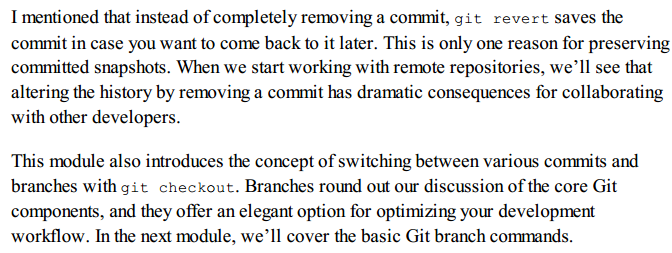 I mentioned that instead of completely removing a commit, git revert saves the
commit in case you want to come back to it later. This is only one reason for preserving
committed snapshots. When we start working with remote repositories, we’ll see that
altering the history by removing a commit has dramatic consequences for collaborating
with other developers.
This module also introduces the concept of switching between various commits and
branches with git checkout. Branches round out our discussion of the core Git
components, and they offer an elegant option for optimizing your development
workflow. In the next module, we’ll cover the basic Git branch commands.